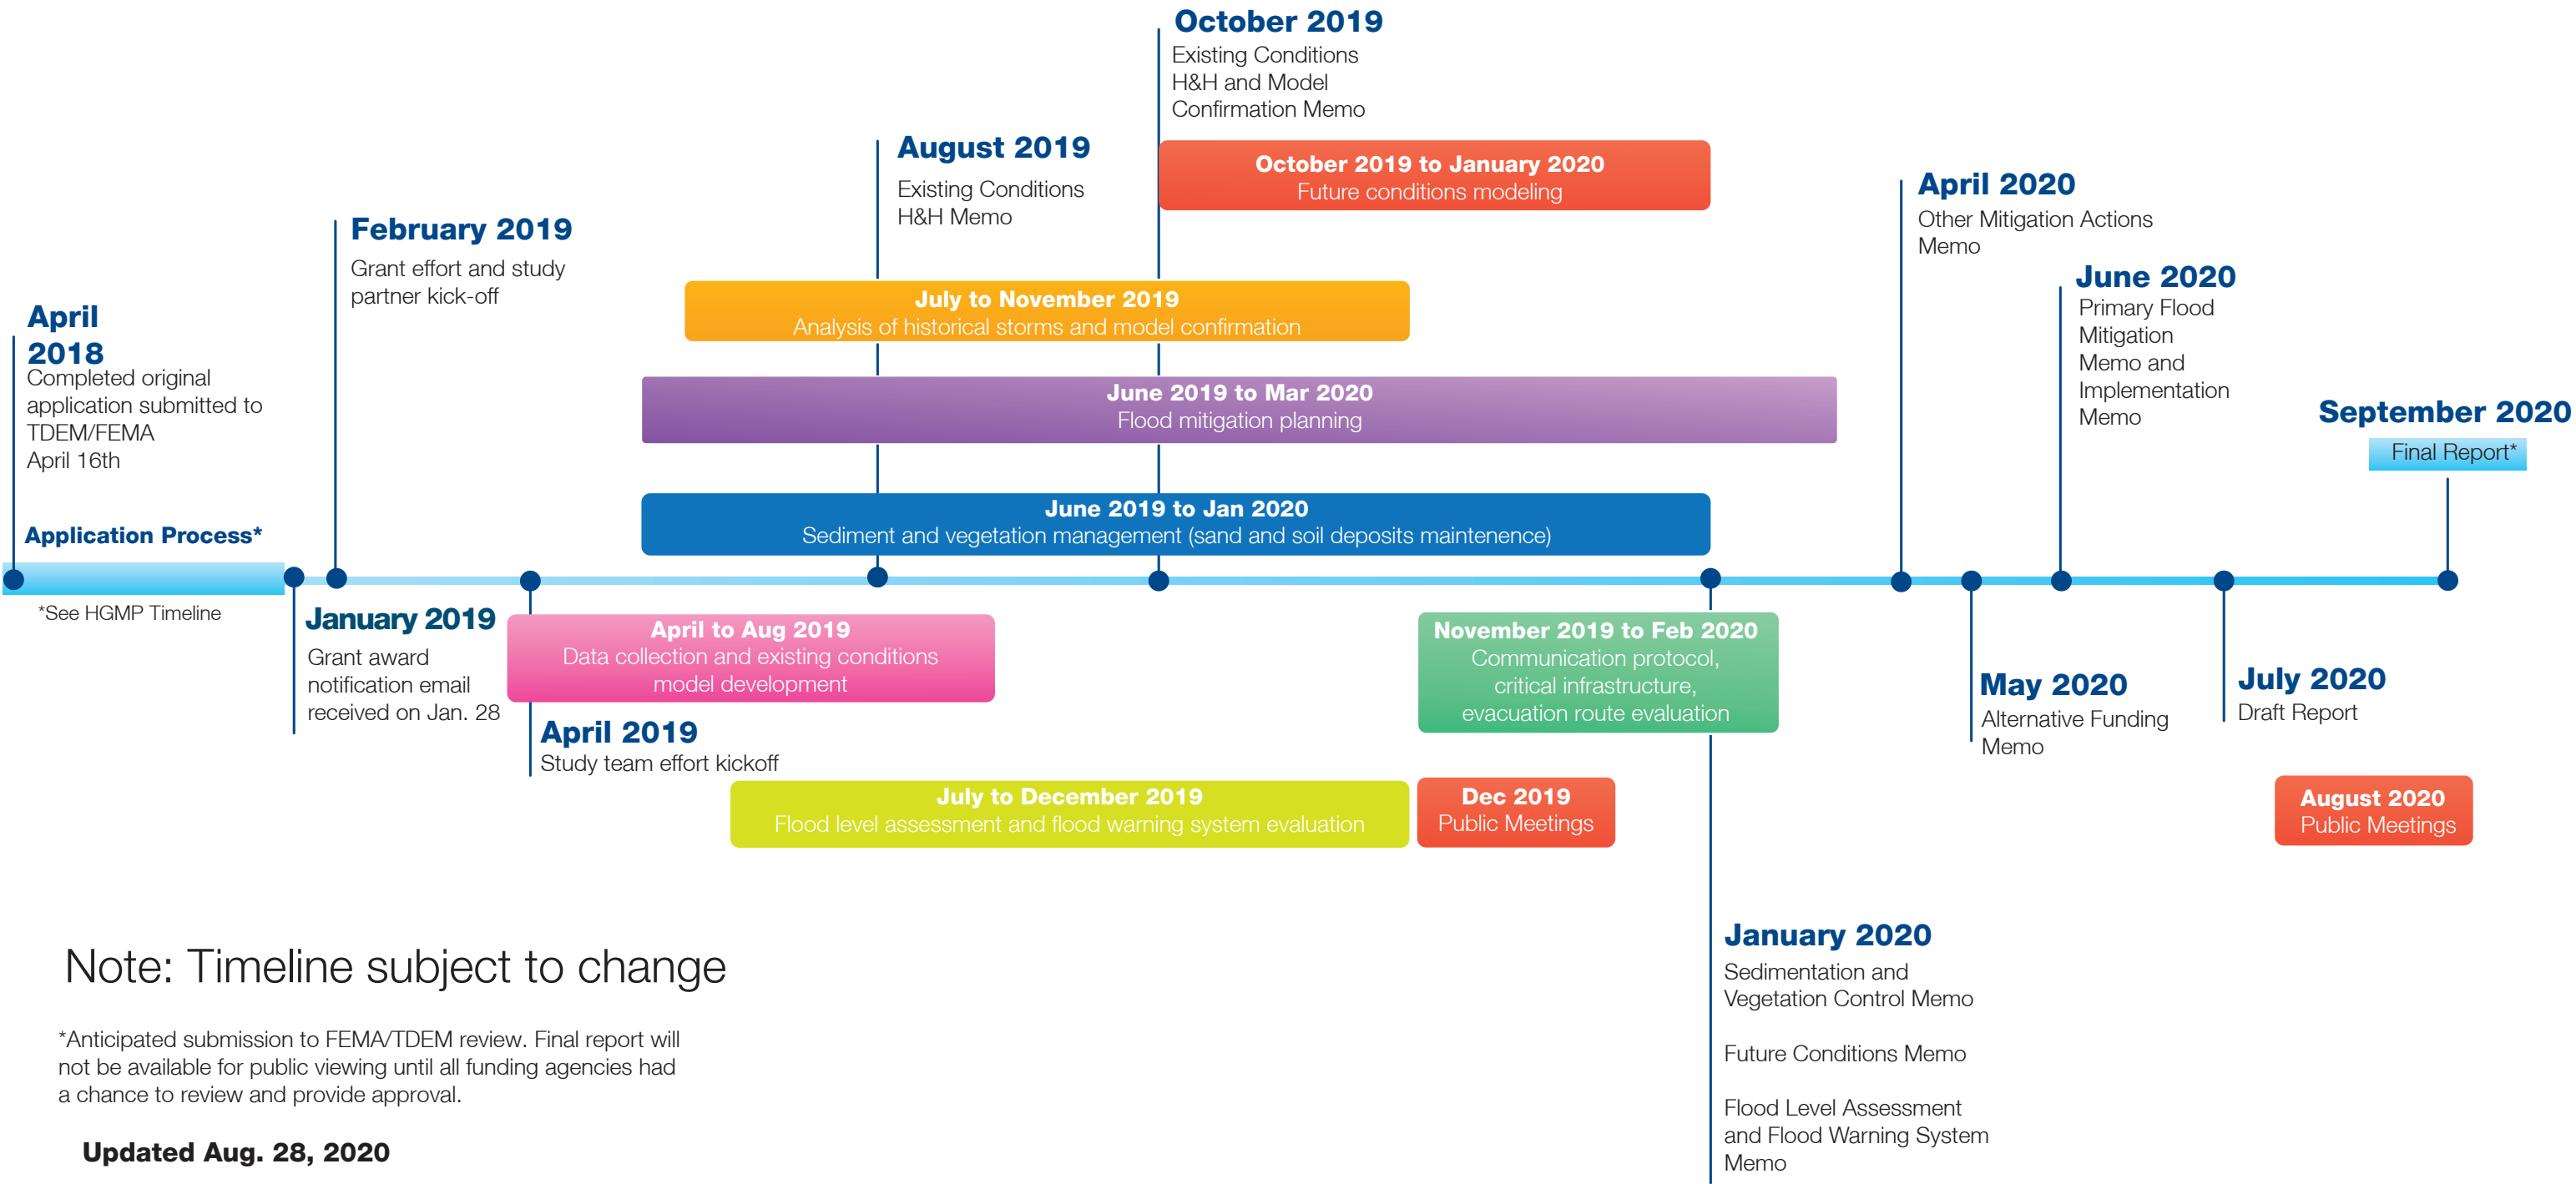 October 2019
Existing Conditions
H&H and Model
Confirmation Memo
October 2019 to January 2020
Future conditions modeling
August 2019
Existing Conditions
H&H Memo
April 2020
Other Mitigation Actions
Memo
February 2019
Grant effort and study
partner kick-off
June 2020
Primary Flood
Mitigation
Memo and
Implementation
Memo
July to November 2019
Analysis of historical storms and model confirmation
April
2018
Completed original
application submitted to
TDEM/FEMA
April 16th
June 2019 to Mar 2020
Flood mitigation planning
September 2020
Final Report*
June 2019 to Jan 2020
Sediment and vegetation management (sand and soil deposits maintenence)
Application Process*
*See HGMP Timeline
January 2019
Grant award
notification email
received on Jan. 28
April to Aug 2019
Data collection and existing conditions
model development
April 2019
Study team effort kickoff
November 2019 to Feb 2020
Communication protocol,
critical infrastructure,
evacuation route evaluation
May 2020
Alternative Funding
Memo
July 2020
Draft Report
July to December 2019
Flood level assessment and flood warning system evaluation
Dec 2019
Public Meetings
August 2020
Public Meetings
January 2020
Sedimentation and
Vegetation Control Memo
Future Conditions Memo
Flood Level Assessment
and Flood Warning System
Memo
Note: Timeline subject to change
*Anticipated submission to FEMA/TDEM review. Final report will
not be available for public viewing until all funding agencies had
a chance to review and provide approval.
Updated Aug. 28, 2020